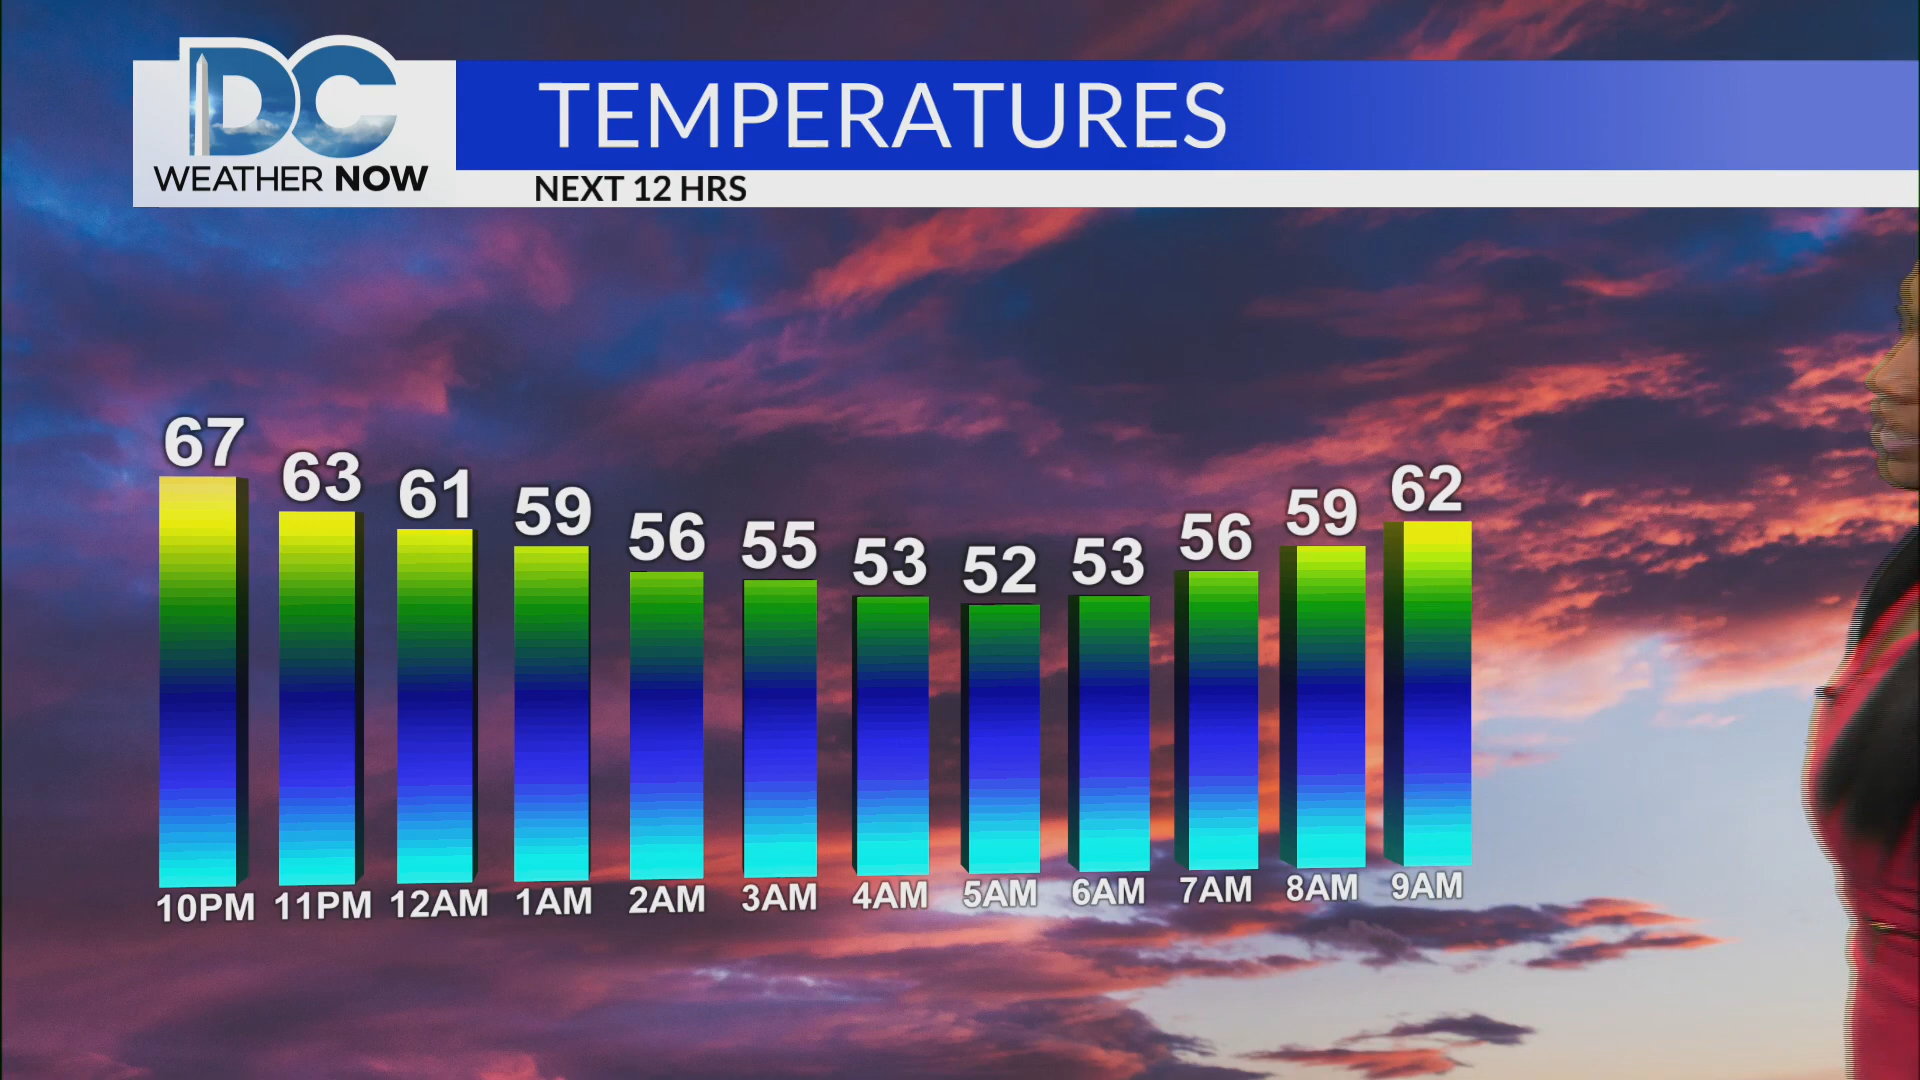 DC
WEATHER NOW
TEMPERATURES
NEXT 12 HRS
67 63 61 59 56 55 53 52 53 56 59 62
10PM 11PM 12AM 1AM 2AM 3AM 4AM 5AM 6AM 7AM 8AM 9AM